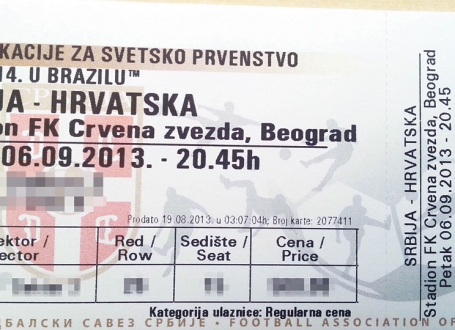 KACIJE ZA SVETSKO PRVENSTVO
14. U BRAZILU™
JA - HRVATSKA
on FK Crvena zvezda, Beograd
06.09.2013. - 20.45h
Prodato 19.08.2013. u 03:07:04h; Broj karte: 2077411
ektor / Red / Sedište / Cena /
ector Row Seat Price
Kategorija ulaznice: Regularna cena
БАЛСКИ САВЕЗ СРБИЈЕ • FOOTBALL ASSOCIATION OF
SRBIJA - HRVATSKA
Stadion FK Crvena zvezda, Beograd
Petak 06.09.2013 - 20.45